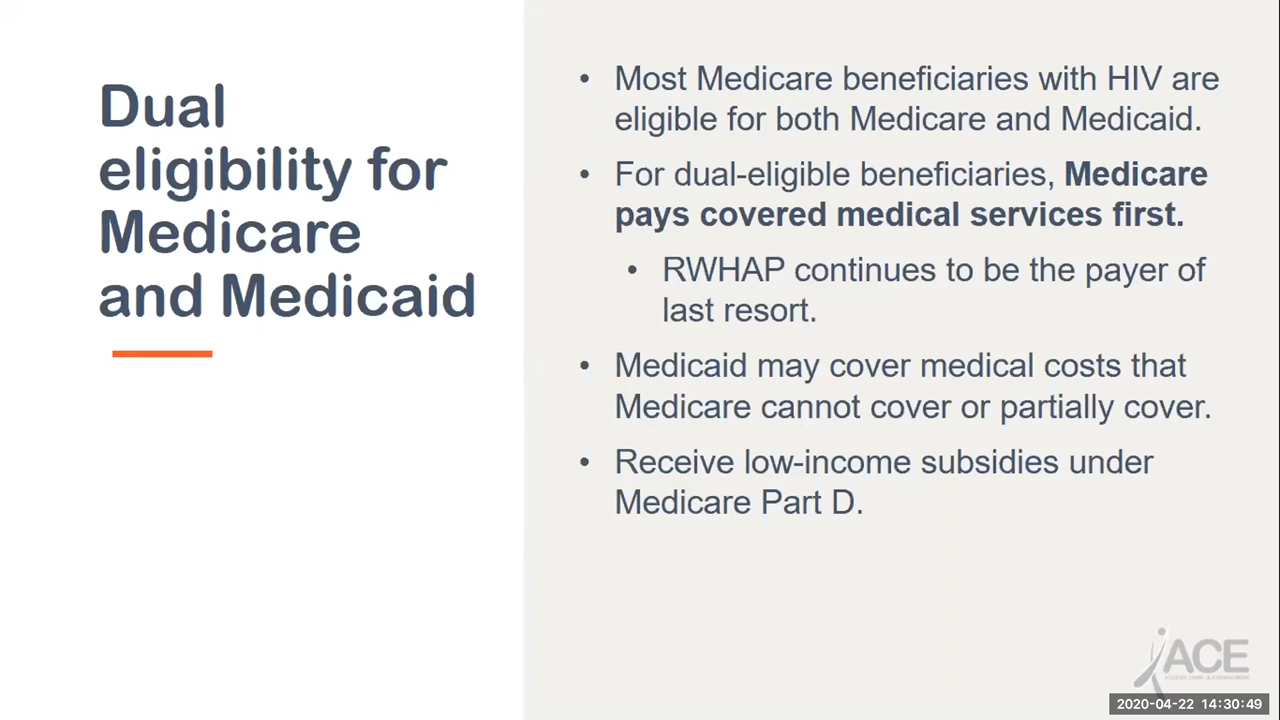 Dual
eligibility for
Medicare
and Medicaid
• Most Medicare beneficiaries with HIV are
eligible for both Medicare and Medicaid.
• For dual-eligible beneficiaries, Medicare
pays covered medical services first.
• RWHAP continues to be the payer of
last resort.
• Medicaid may cover medical costs that
Medicare cannot cover or partially cover.
• Receive low-income subsidies under
Medicare Part D.
ACE
2020-04-22 14:30:49